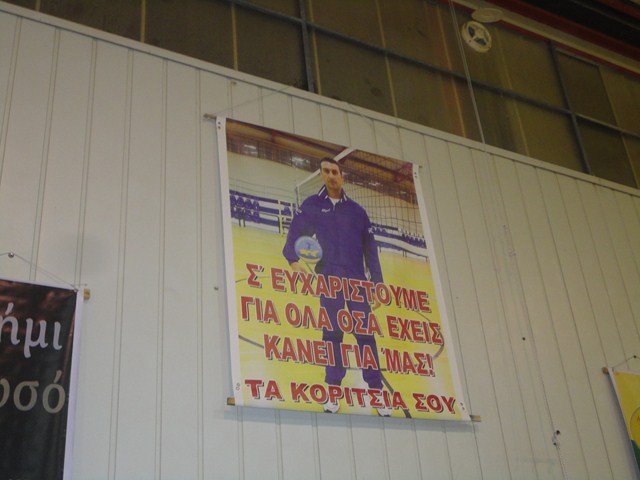 Σ' ΕΥΧΑΡΙΣΤΟΥΜΕ
ΓΙΑ ΟΛΑ ΟΣΑ ΕΧΕΙΣ
ΚΑΝΕΙ ΓΙΑ 'ΜΑΣ!
ΤΑ ΚΟΡΙΤΣΙΑ ΣΟΥ